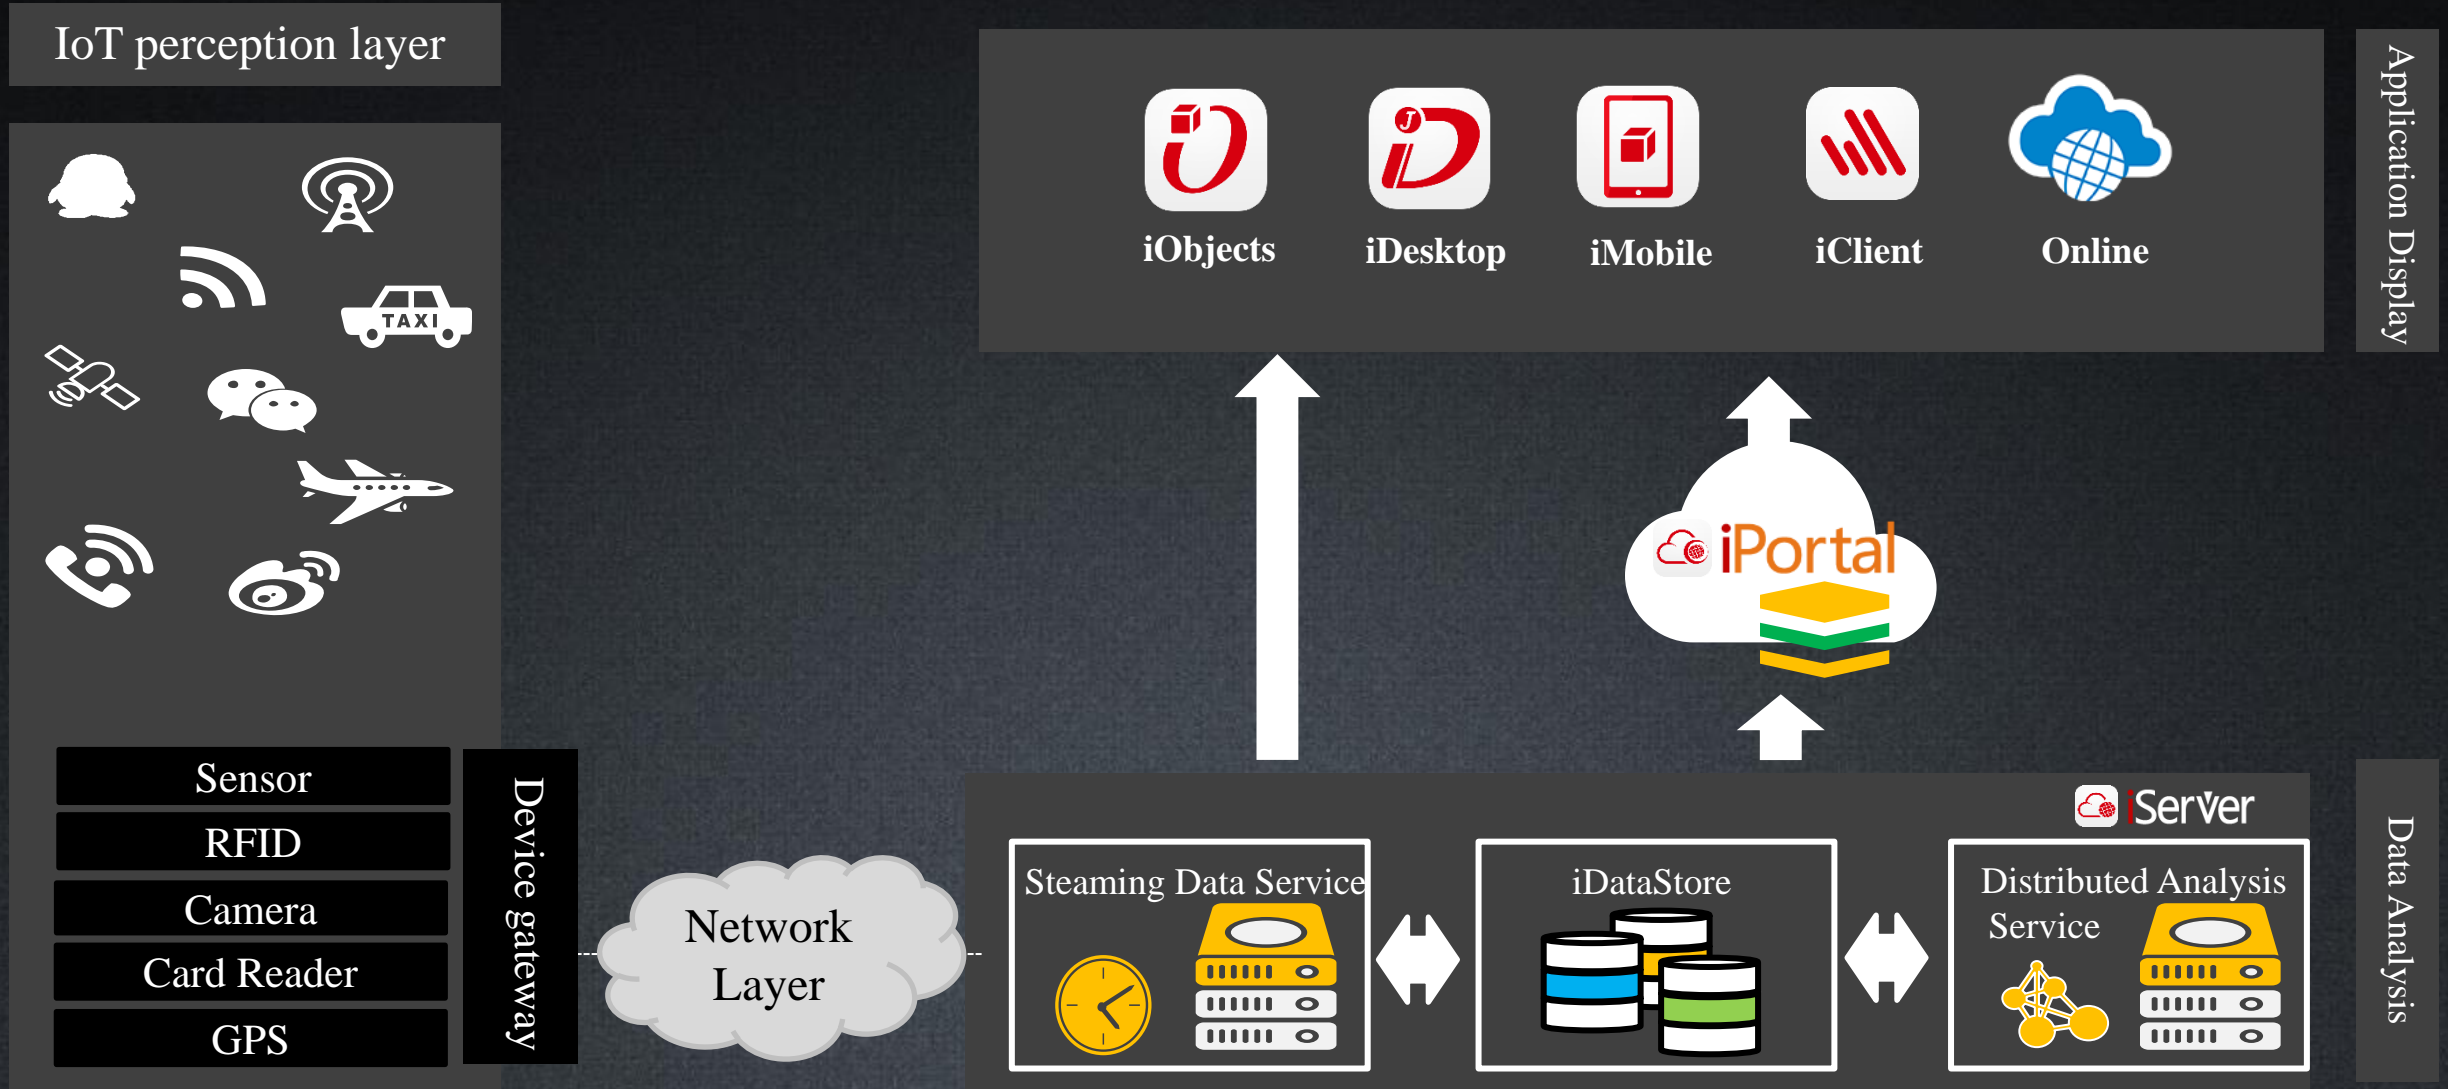 IoT perception layer
TAXI
Sensor
RFID
Camera
Card Reader
GPS
Device gateway
Network
Layer
iObjects
J
iDesktop
iMobile
iClient
Online
Application Display
iPortal
iServer
Steaming Data Service
iDataStore
Distributed Analysis
Service
Data Analysis